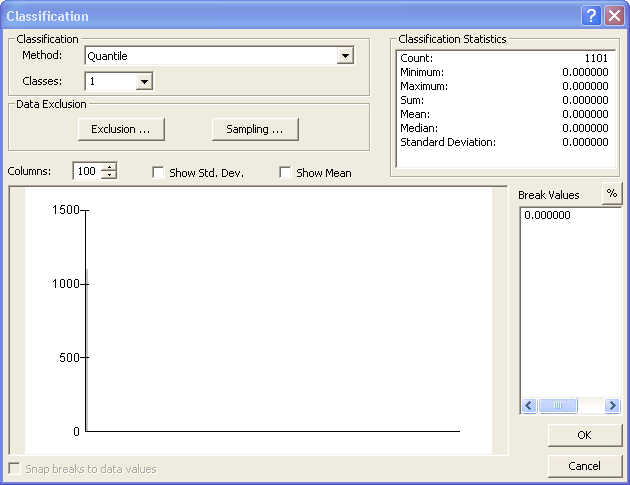 Classification
Classification
Method: Quantile
Classes: 1
Data Exclusion
Exclusion ...
Sampling ...
Classification Statistics
Count: 1101
Minimum: 0.000000
Maximum: 0.000000
Sum: 0.000000
Mean: 0.000000
Median: 0.000000
Standard Deviation: 0.000000
Columns: 100 Show Std. Dev. Show Mean
Break Values %
0.000000
1500
1000
500
0
OK
Snap breaks to data values
Cancel